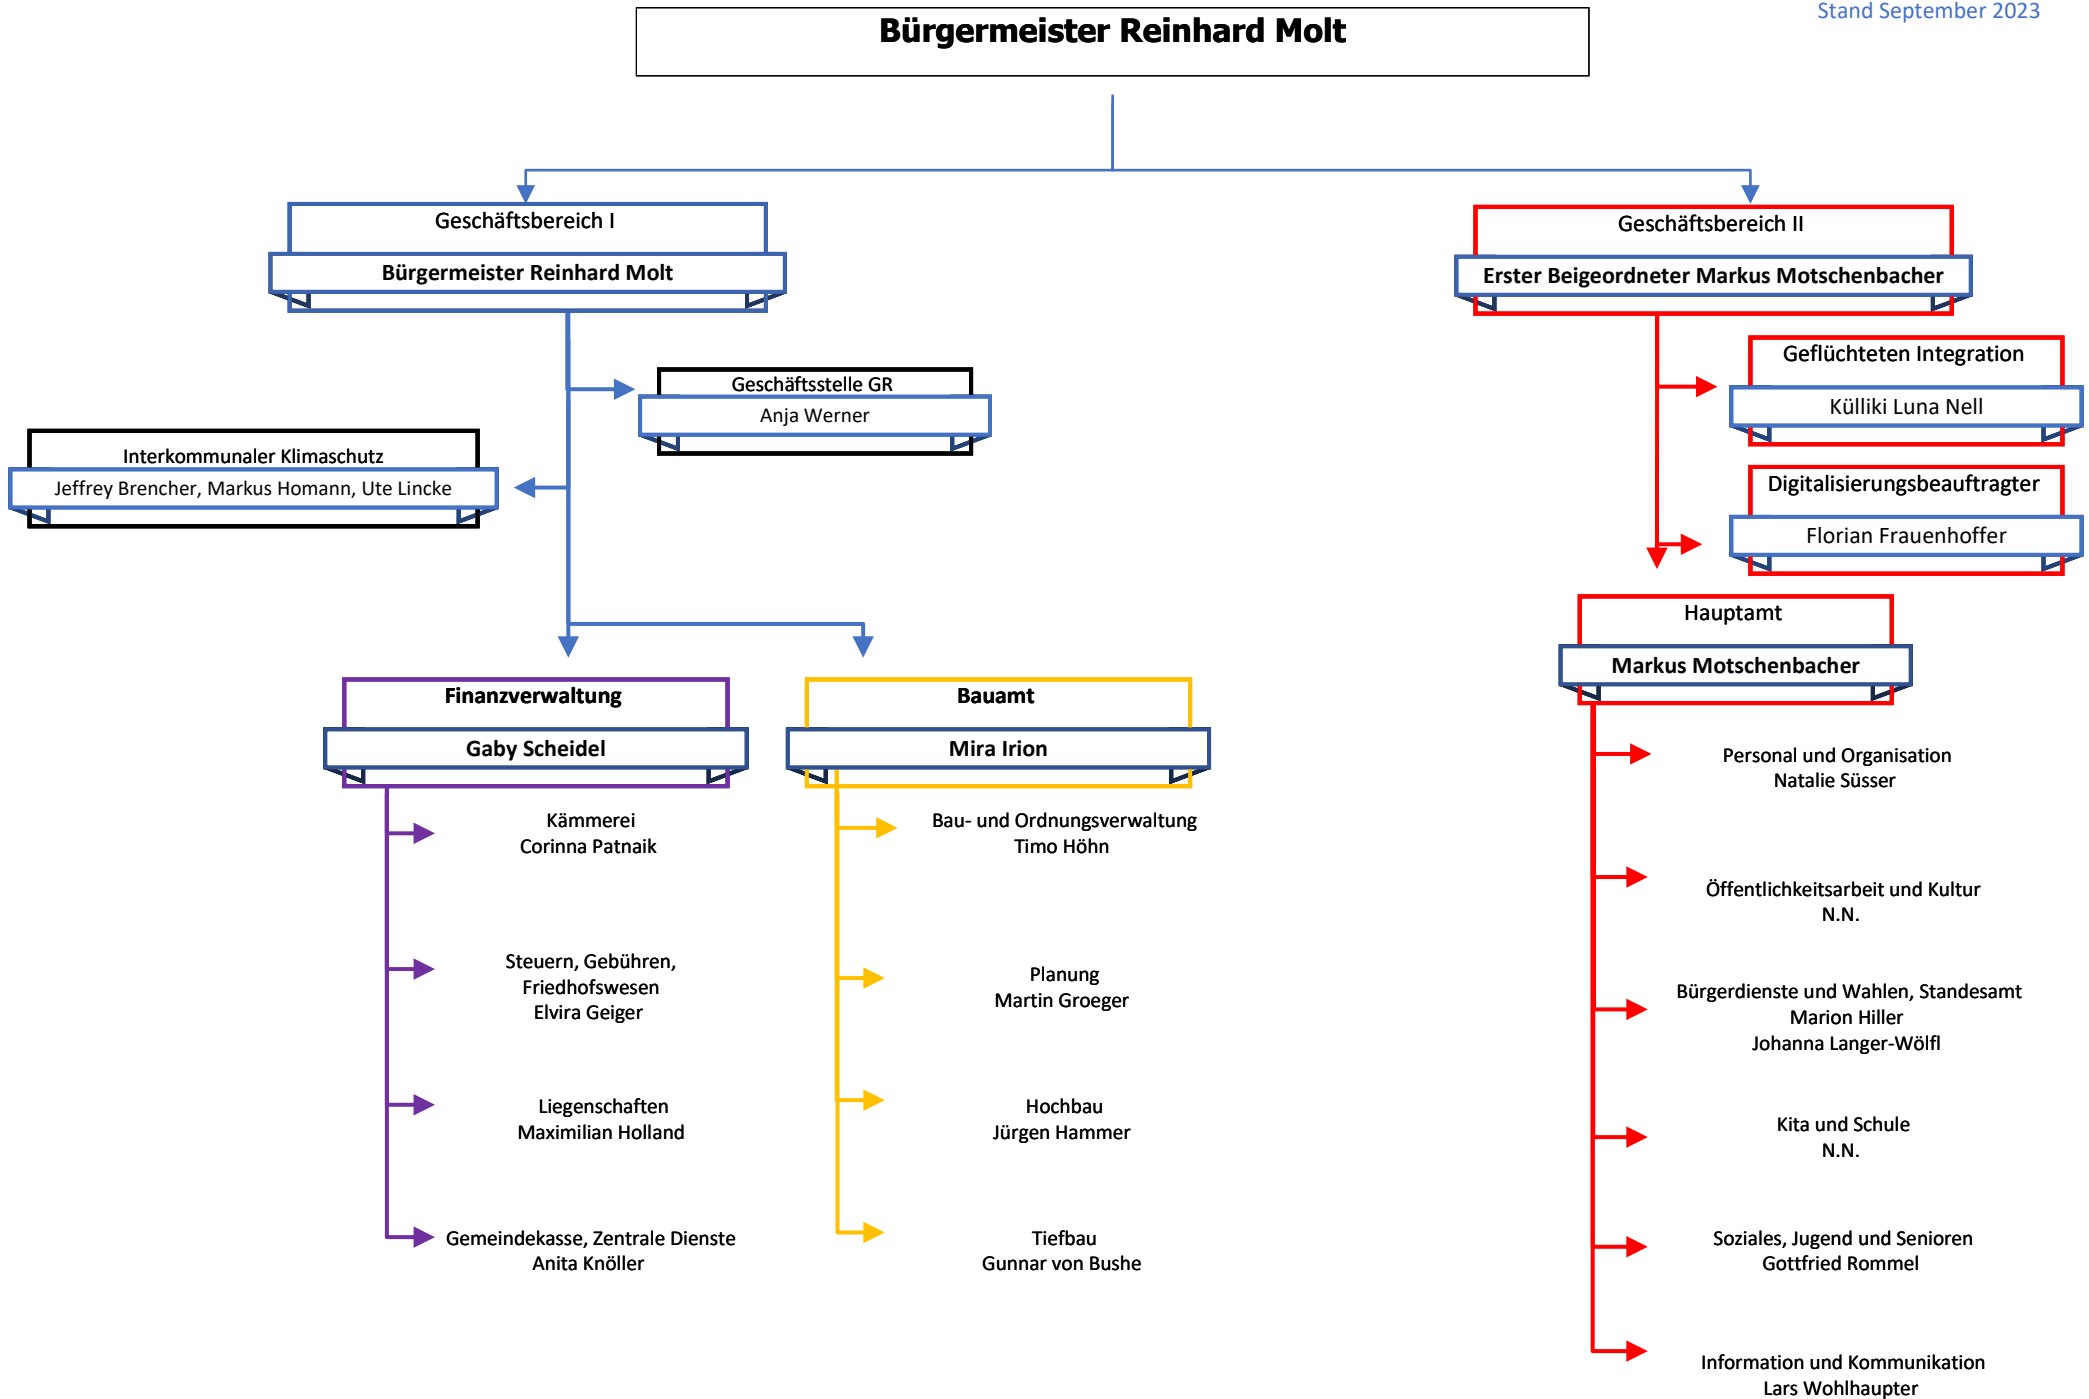 Stand September 2023
Bürgermeister Reinhard Molt
Geschäftsbereich I
Bürgermeister Reinhard Molt
Geschäftsbereich II
Erster Beigeordneter Markus Motschenbacher
Geschäftsstelle GR
Anja Werner
Interkommunaler Klimaschutz
Jeffrey Brencher, Markus Homann, Ute Lincke
Geflüchteten Integration
Külliki Luna Nell
Digitalisierungsbeauftragter
Florian Frauenhoffer
Finanzverwaltung
Gaby Scheidel
Kämmerei
Corinna Patnaik
Steuern, Gebühren,
Friedhofswesen
Elvira Geiger
Liegenschaften
Maximilian Holland
Gemeindekasse, Zentrale Dienste
Anita Knöller
Bauamt
Mira Irion
Bau- und Ordnungsverwaltung
Timo Höhn
Planung
Martin Groeger
Hochbau
Jürgen Hammer
Tiefbau
Gunnar von Bushe
Hauptamt
Markus Motschenbacher
Personal und Organisation
Natalie Süsser
Öffentlichkeitsarbeit und Kultur
N.N.
Bürgerdienste und Wahlen, Standesamt
Marion Hiller
Johanna Langer-Wölfl
Kita und Schule
N.N.
Soziales, Jugend und Senioren
Gottfried Rommel
Information und Kommunikation
Lars Wohlhaupter